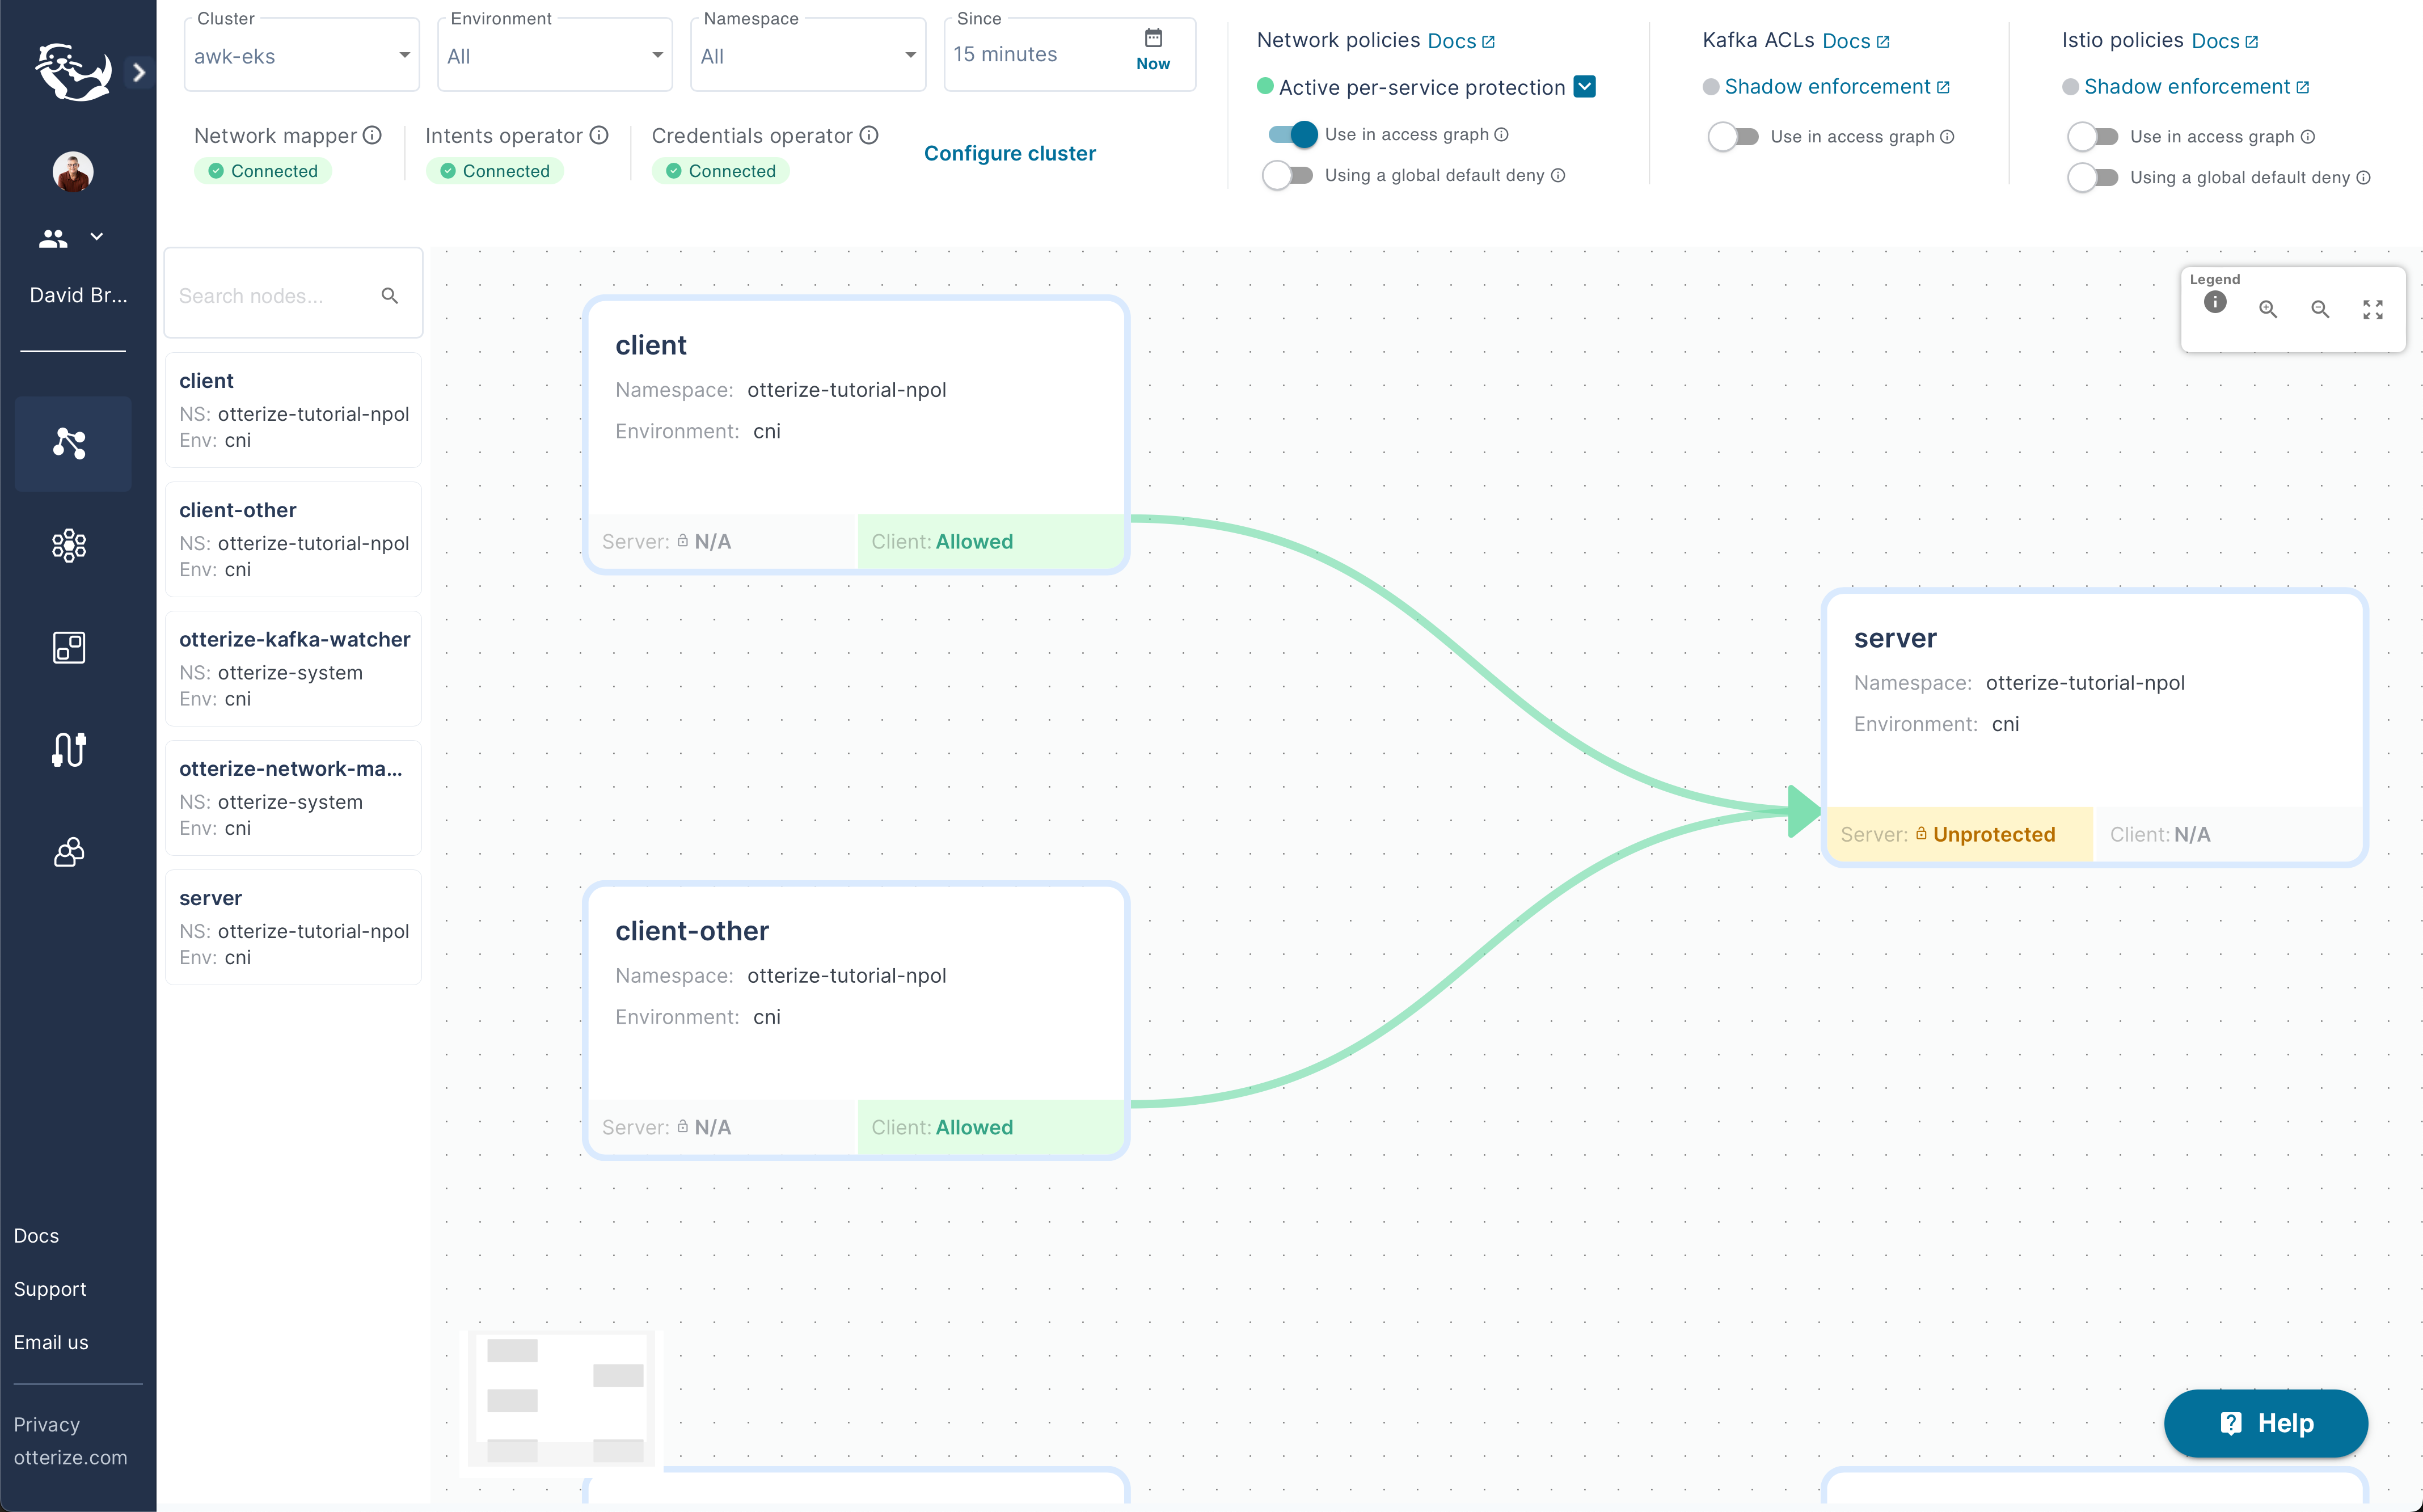 Cluster
awk-eks
Environment
All
Namespace
All
Since
15 minutes
Now
Network mapper
Connected
Intents operator
Connected
Credentials operator
Connected
Configure cluster
Network policies Docs
Active per-service protection
Use in access graph
Using a global default deny
Kafka ACLs Docs
Shadow enforcement
Use in access graph
Istio policies Docs
Shadow enforcement
Use in access graph
Using a global default deny
David Br...
Docs
Support
Email us
Privacy
otterize.com
Search nodes...
client
NS: otterize-tutorial-npol
Env: cni
client-other
NS: otterize-tutorial-npol
Env: cni
otterize-kafka-watcher
NS: otterize-system
Env: cni
otterize-network-ma...
NS: otterize-system
Env: cni
server
NS: otterize-tutorial-npol
Env: cni
Legend
client
Namespace: otterize-tutorial-npol
Environment: cni
Server: N/A
Client: Allowed
server
Namespace: otterize-tutorial-npol
Environment: cni
Server: Unprotected
Client: N/A
client-other
Namespace: otterize-tutorial-npol
Environment: cni
Server: N/A
Client: Allowed
Help